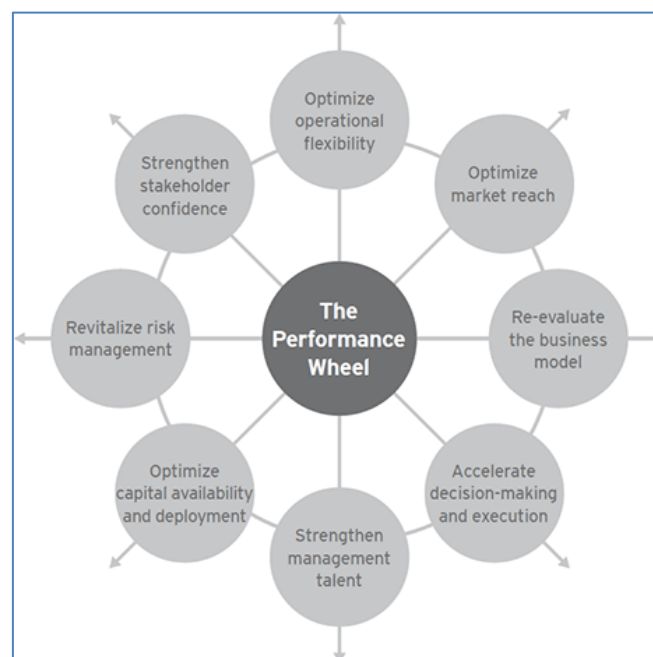 Optimize
operational
flexibility
Optimize
market reach
Re-evaluate
the business
model
Accelerate
decision-making
and execution
Strengthen
management
talent
Optimize
capital availability
and deployment
Revitalize risk
management
Strengthen
stakeholder
confidence
The
Performance
Wheel